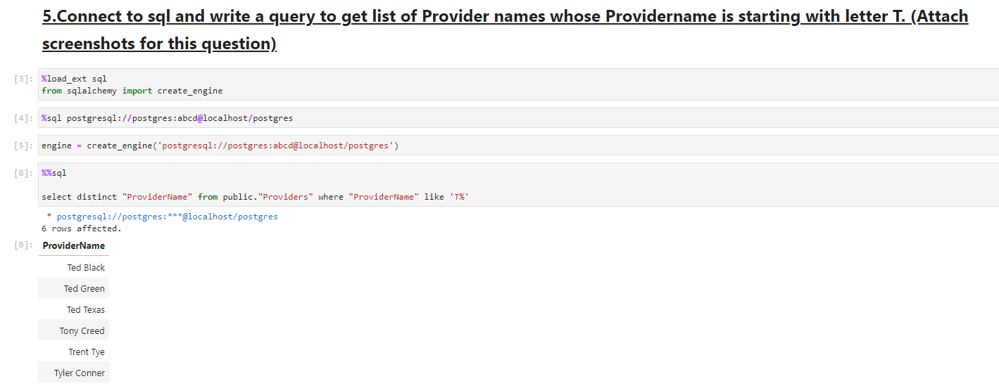 5.Connect to sql and write a query to get list of Provider names whose Providername is starting with letter T. (Attach
screenshots for this question)
[3]: %load_ext sql
from sqlalchemy import create_engine
[4]: %sql postgresql://postgres:abcd@localhost/postgres
[5]: engine = create_engine('postgresql://postgres:abcd@localhost/postgres')
[8]: %%sql
select distinct "ProviderName" from public."Providers" where "ProviderName" like 'T%'
* postgresql://postgres:***@localhost/postgres
6 rows affected.
[8]: ProviderName
Ted Black
Ted Green
Ted Texas
Tony Creed
Trent Tye
Tyler Conner